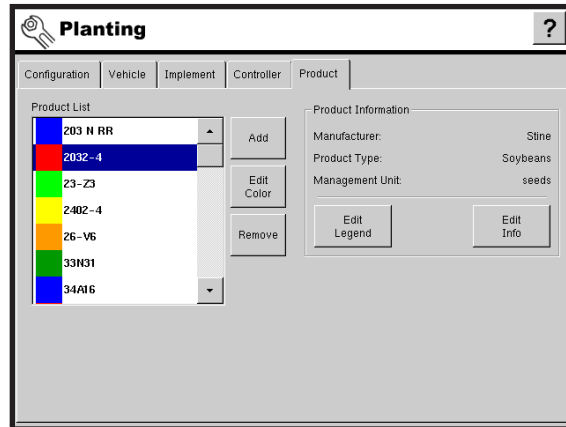 Planting
?
Configuration Vehicle Implement Controller Product
Product List
203 N RR
2032-4
23-Z3
2402-4
26-V6
33N31
34A16
Add
Edit
Color
Remove
Product Information
Manufacturer: Stine
Product Type: Soybeans
Management Unit: seeds
Edit
Legend
Edit
Info